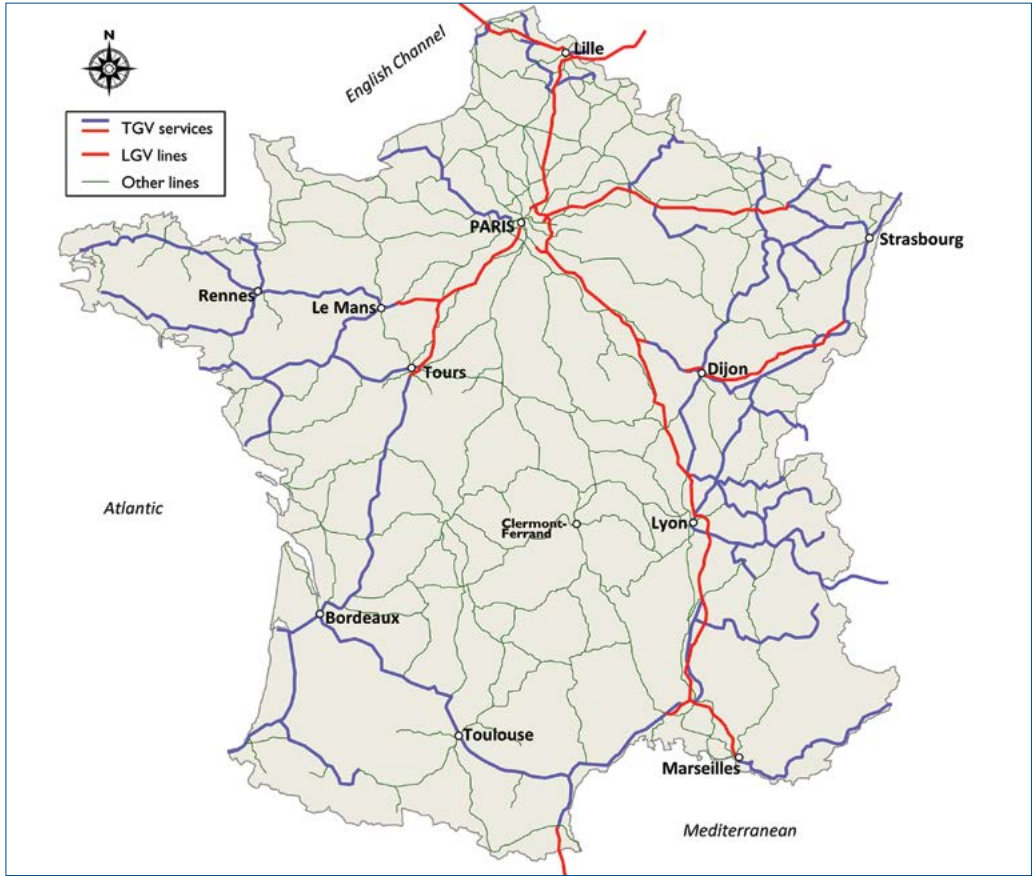 N
English Channel
Lille
TGV services
LGV lines
Other lines
PARIS
Strasbourg
Rennes
Le Mans
Tours
Dijon
Atlantic
Clermont-
Ferrand
Lyon
Bordeaux
Toulouse
Marseilles
Mediterranean